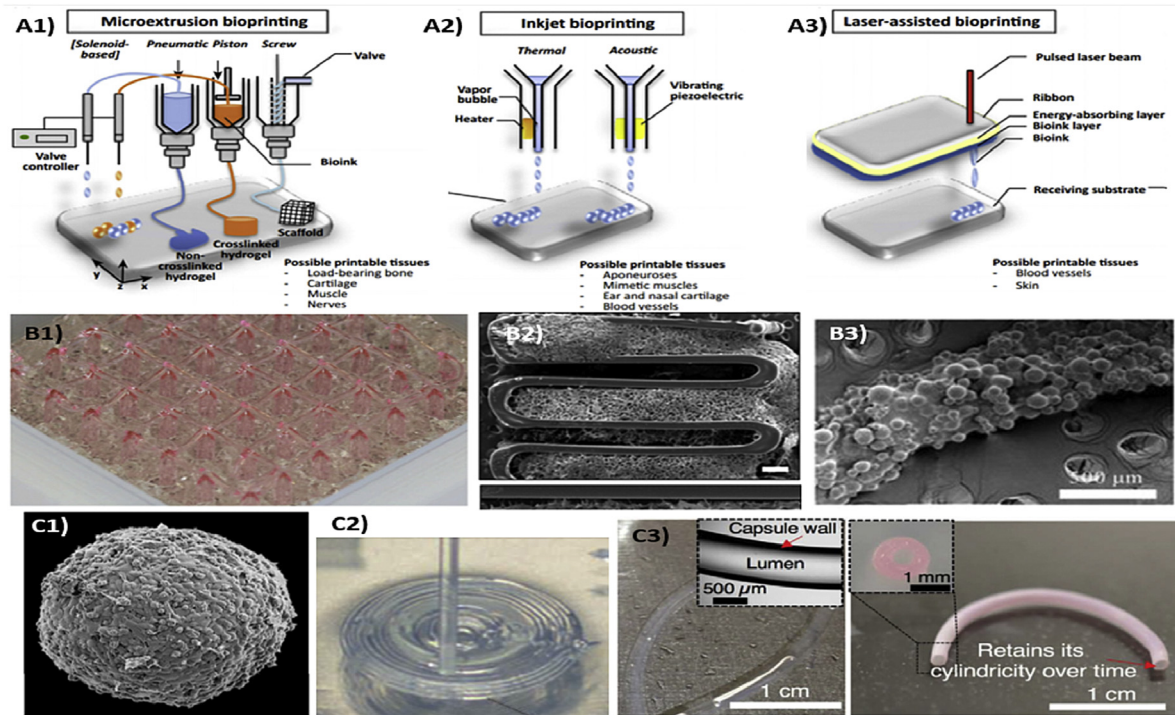 A1)
Microextrusion bioprinting
[Solenoid-
based]
Pneumatic
Piston
Screw
Valve
Valve
controller
Bioink
Scaffold
Crosslinked
hydrogel
Non-
crosslinked
hydrogel
y
z
x
Possible printable tissues
- Load-bearing bone
- Cartilage
- Muscle
- Nerves
A2)
Inkjet bioprinting
Thermal
Acoustic
Vapor
bubble
Heater
Vibrating
piezoelectric
Possible printable tissues
- Aponeuroses
- Mimetic muscles
- Ear and nasal cartilage
- Blood vessels
A3)
Laser-assisted bioprinting
Pulsed laser beam
Ribbon
Energy-absorbing layer
Bioink layer
Bioink
Receiving substrate
Possible printable tissues
- Blood vessels
- Skin
B1)
B2)
B3)
500 μm
C1)
C2)
C3)
Capsule wall
Lumen
500 μm
1 cm
1 mm
Retains its
cylindricity over time
1 cm